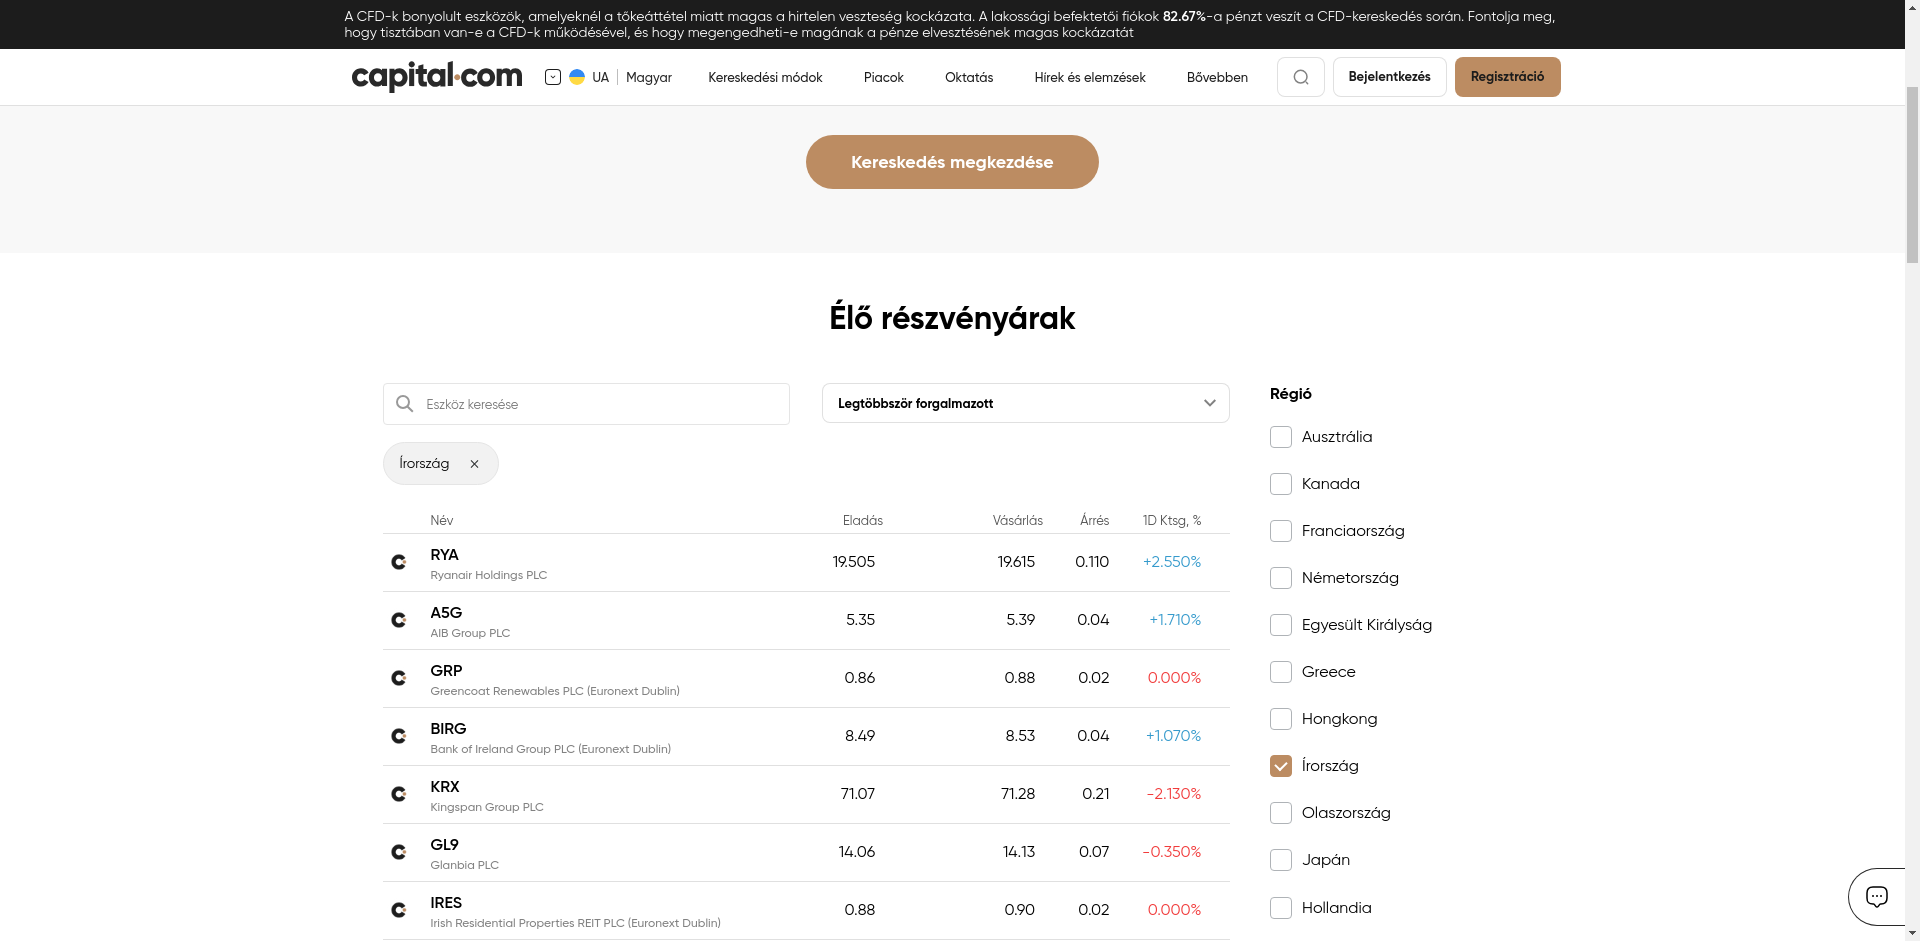 A CFD-k bonyolult eszközök, amelyeknél a tőkeáttétel miatt magas a hirtelen veszteség kockázata. A lakossági befektetői fiókok 82.67%-a pénzt veszít a CFD-kereskedés során. Fontolja meg,
hogy tisztában van-e a CFD-k működésével, és hogy megengedheti-e magának a pénze elvesztésének magas kockázatát
capital.com UA Magyar Kereskedési módok Piacok Oktatás Hírek és elemzések Bővebben Bejelentkezés Regisztráció
Kereskedés megkezdése
Élő részvényárak
Eszköz keresése
Legtöbbször forgalmazott
Írország
Név Eladás Vásárlás Árrés 1D Ktsg, %
RYA 19.505 19.615 0.110 +2.550%
Ryanair Holdings PLC
A5G 5.35 5.39 0.04 +1.710%
AIB Group PLC
GRP 0.86 0.88 0.02 0.000%
Greencoat Renewables PLC (Euronext Dublin)
BIRG 8.49 8.53 0.04 +1.070%
Bank of Ireland Group PLC (Euronext Dublin)
KRX 71.07 71.28 0.21 -2.130%
Kingspan Group PLC
GL9 14.06 14.13 0.07 -0.350%
Glanbia PLC
IRES 0.88 0.90 0.02 0.000%
Irish Residential Properties REIT PLC (Euronext Dublin)
Régió
Ausztrália
Kanada
Franciaország
Németország
Egyesült Királyság
Greece
Hongkong
Írország
Olaszország
Japán
Hollandia